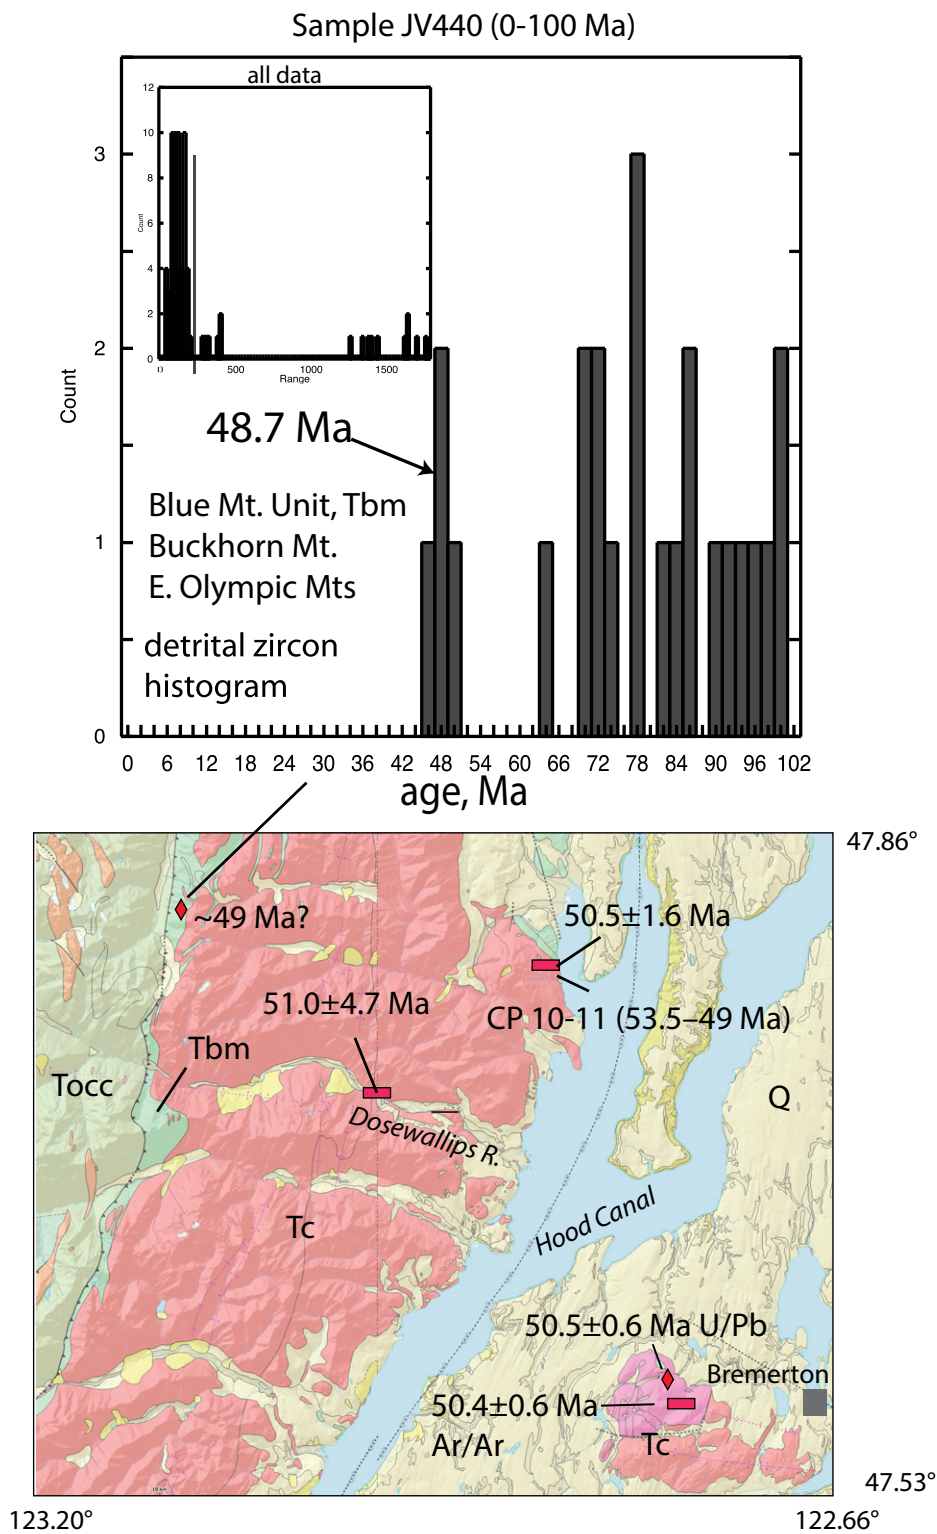 Sample JV440 (0-100 Ma)
all data
12
10
8
6
4
2
0
Count
0 500 1000 1500
Range
3
2
1
0
Count
48.7 Ma
Blue Mt. Unit, Tbm
Buckhorn Mt.
E. Olympic Mts
detrital zircon
histogram
0 6 12 18 24 30 36 42 48 54 60 66 72 78 84 90 96 102
age, Ma
47.86°
~49 Ma?
50.5±1.6 Ma
51.0±4.7 Ma
CP 10-11 (53.5–49 Ma)
Tbm
Tocc
Q
Dosewallips R.
Tc
Hood Canal
50.5±0.6 Ma U/Pb
Bremerton
50.4±0.6 Ma
Ar/Ar
Tc
47.53°
123.20° 122.66°